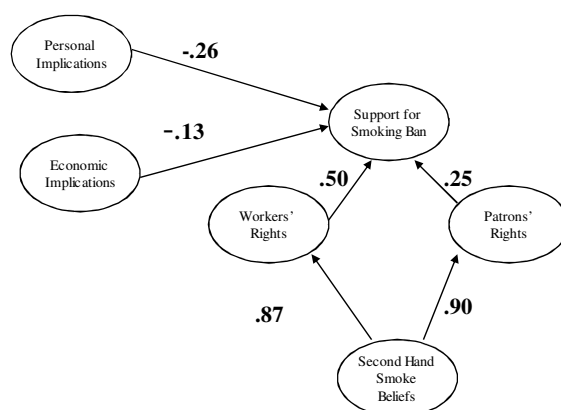 Personal
Implications
-.26
Support for
Smoking Ban
-.13
Economic
Implications
.50
.25
Workers'
Rights
Patrons'
Rights
.87
.90
Second Hand
Smoke
Beliefs